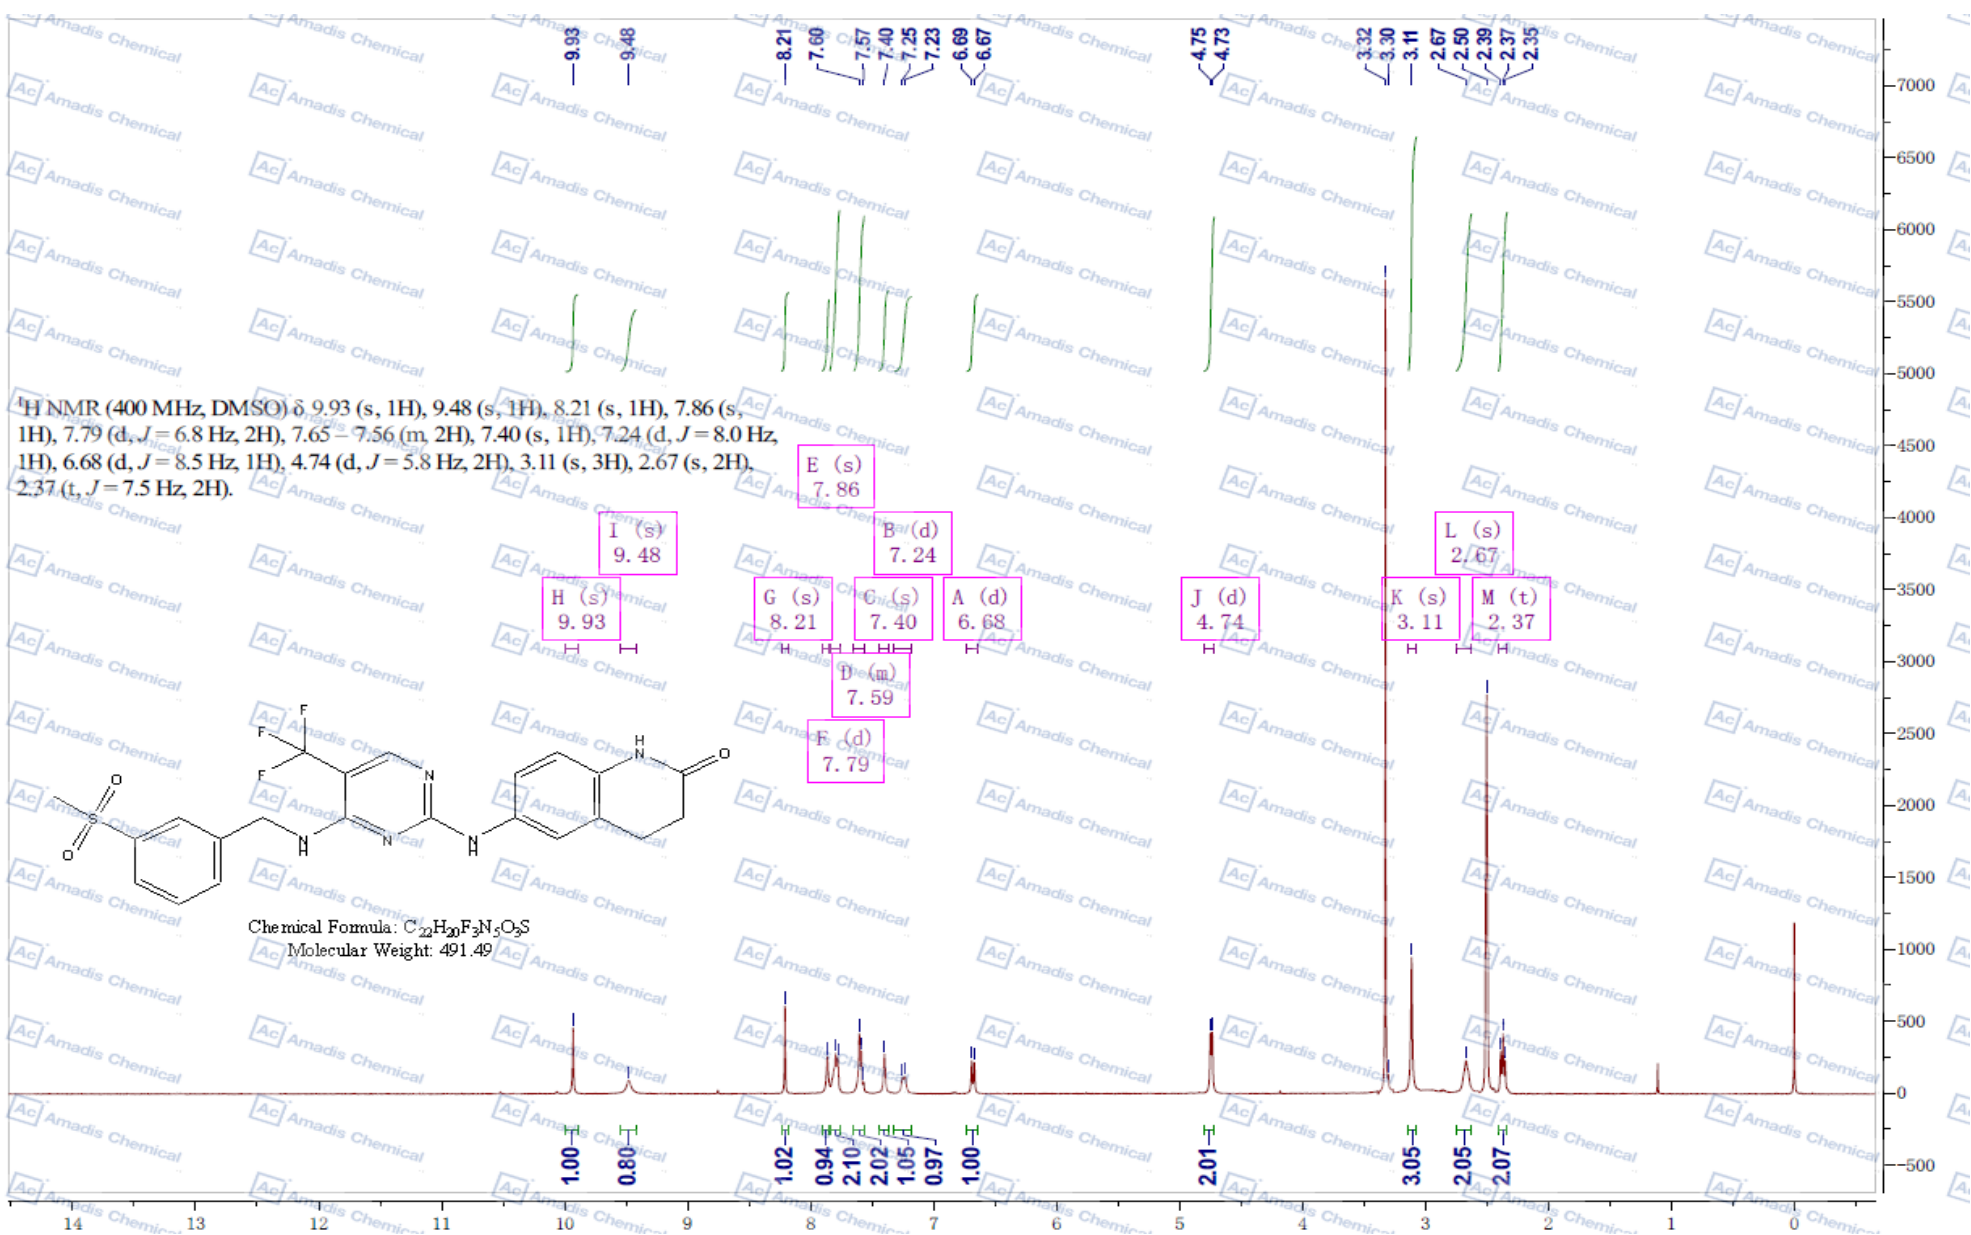 9.93
9.48
8.21
7.60
7.57
7.40
7.25
7.23
6.69
6.67
4.75
4.73
3.32
3.30
3.11
2.67
2.50
2.39
2.37
2.35
¹H NMR (400 MHz, DMSO) δ 9.93 (s, 1H), 9.48 (s, 1H), 8.21 (s, 1H), 7.86 (s,
1H), 7.79 (d, J = 6.8 Hz, 2H), 7.65 – 7.56 (m, 2H), 7.40 (s, 1H), 7.24 (d, J = 8.0 Hz,
1H), 6.68 (d, J = 8.5 Hz, 1H), 4.74 (d, J = 5.8 Hz, 2H), 3.11 (s, 3H), 2.67 (s, 2H),
2.37 (t, J = 7.5 Hz, 2H).
E (s)
7.86
I (s)
9.48
B (d)
7.24
L (s)
2.67
H (s)
9.93
G (s)
8.21
C (s)
7.40
A (d)
6.68
J (d)
4.74
K (s)
3.11
M (t)
2.37
D (m)
7.59
F (d)
7.79
F
F
F
O
S
O
N
H
N
N
N
H
H
N
O
Chemical Formula: C₂₂H₂₀F₃N₅O₃S
Molecular Weight: 491.49
7000
6500
6000
5500
5000
4500
4000
3500
3000
2500
2000
1500
1000
500
0
-500
1.00
0.80
1.02
0.94
2.10
2.02
1.05
0.97
1.00
2.01
3.05
2.05
2.07
14
13
12
11
10
9
8
7
6
5
4
3
2
1
0
Ac Amadis Chemical